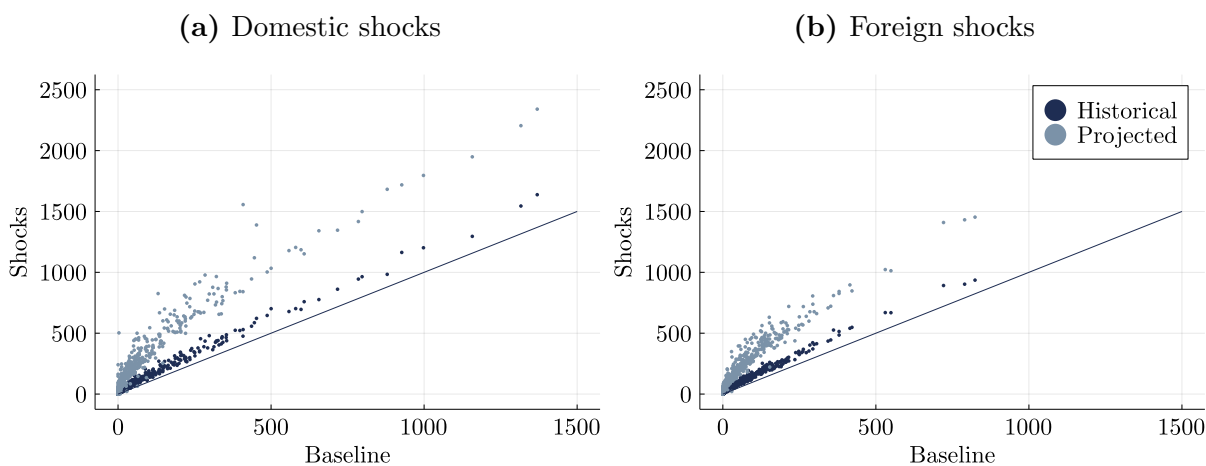 (a) Domestic shocks
2500
2000
1500
1000
500
0
Shocks
0 500 1000 1500
Baseline
(b) Foreign shocks
2500
2000
1500
1000
500
0
Shocks
0 500 1000 1500
Baseline
Historical
Projected